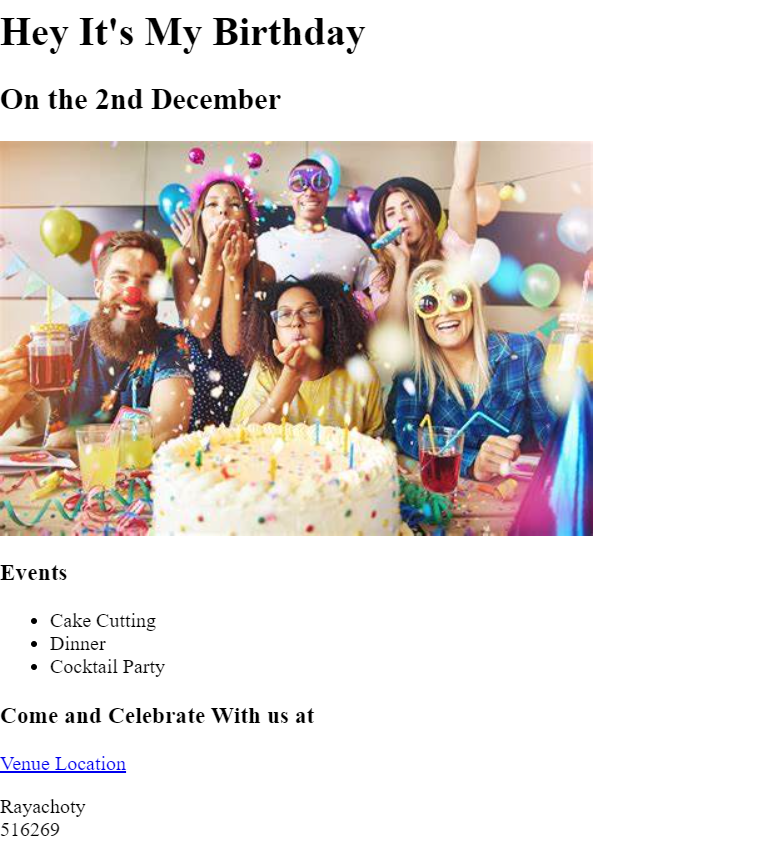 Hey It's My Birthday
On the 2nd December
Events
Cake Cutting
Dinner
Cocktail Party
Come and Celebrate With us at
Venue Location
Rayachoty
516269